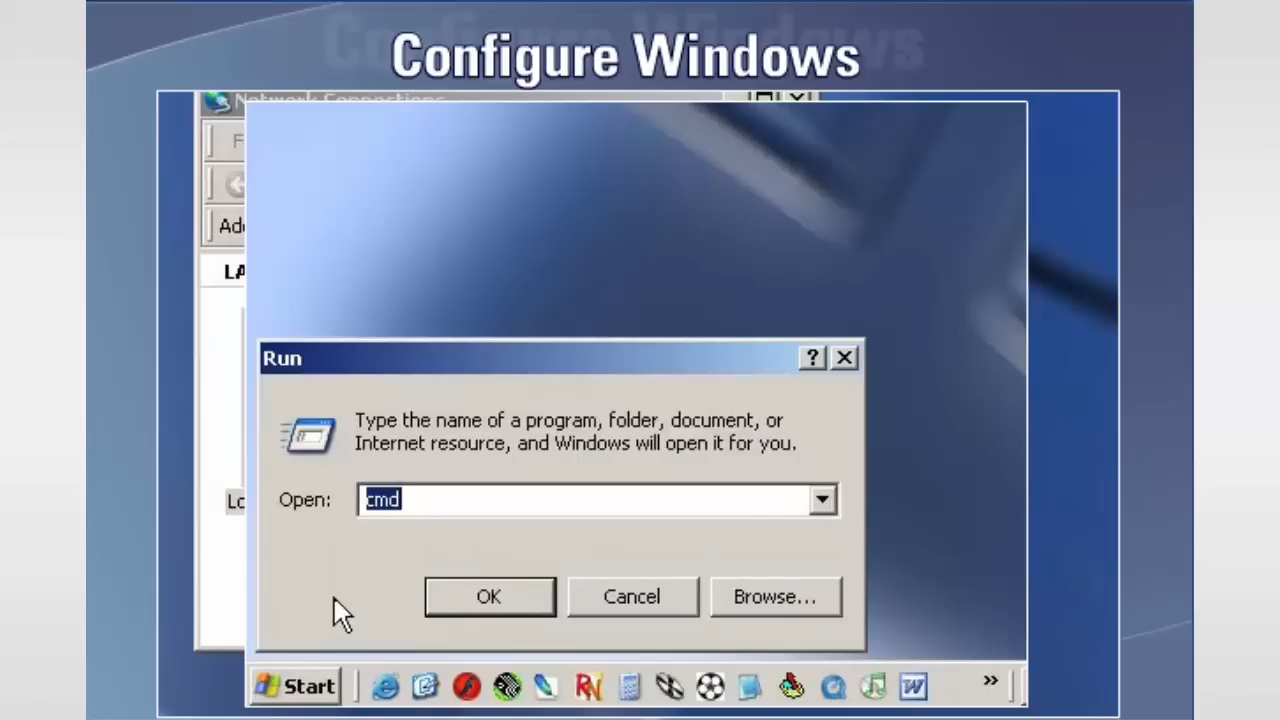 Configure Windows
Network Connections
F
Add
LA
Lo
Run
Type the name of a program, folder, document, or
Internet resource, and Windows will open it for you.
Open: cmd
OK Cancel Browse...
Start